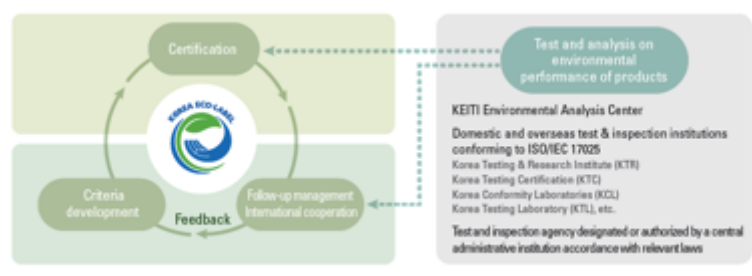 Certification
KOREA ECO-LABEL
Criteria
development
Feedback
Follow-up management
International cooperation
Test and analysis on
environmental
performance of products
KEITI Environmental Analysis Center
Domestic and overseas test & inspection institutions
conforming to ISO/IEC 17025
Korea Testing & Research Institute (KTR)
Korea Testing Certification (KTC)
Korea Conformity Laboratories (KCL)
Korea Testing Laboratory (KTL), etc.
Test and inspection agency designated or authorized by a central
administrative institution accordance with relevant laws